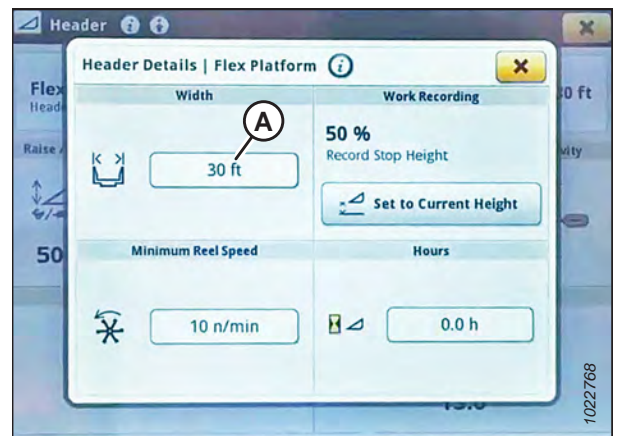 Header
Header Details | Flex Platform
Flex
Head
0 ft
Width
Work Recording
A
50 %
Record Stop Height
Raise
vity
30 ft
Set to Current Height
50
Minimum Reel Speed
Hours
10 n/min
0.0 h
1022768